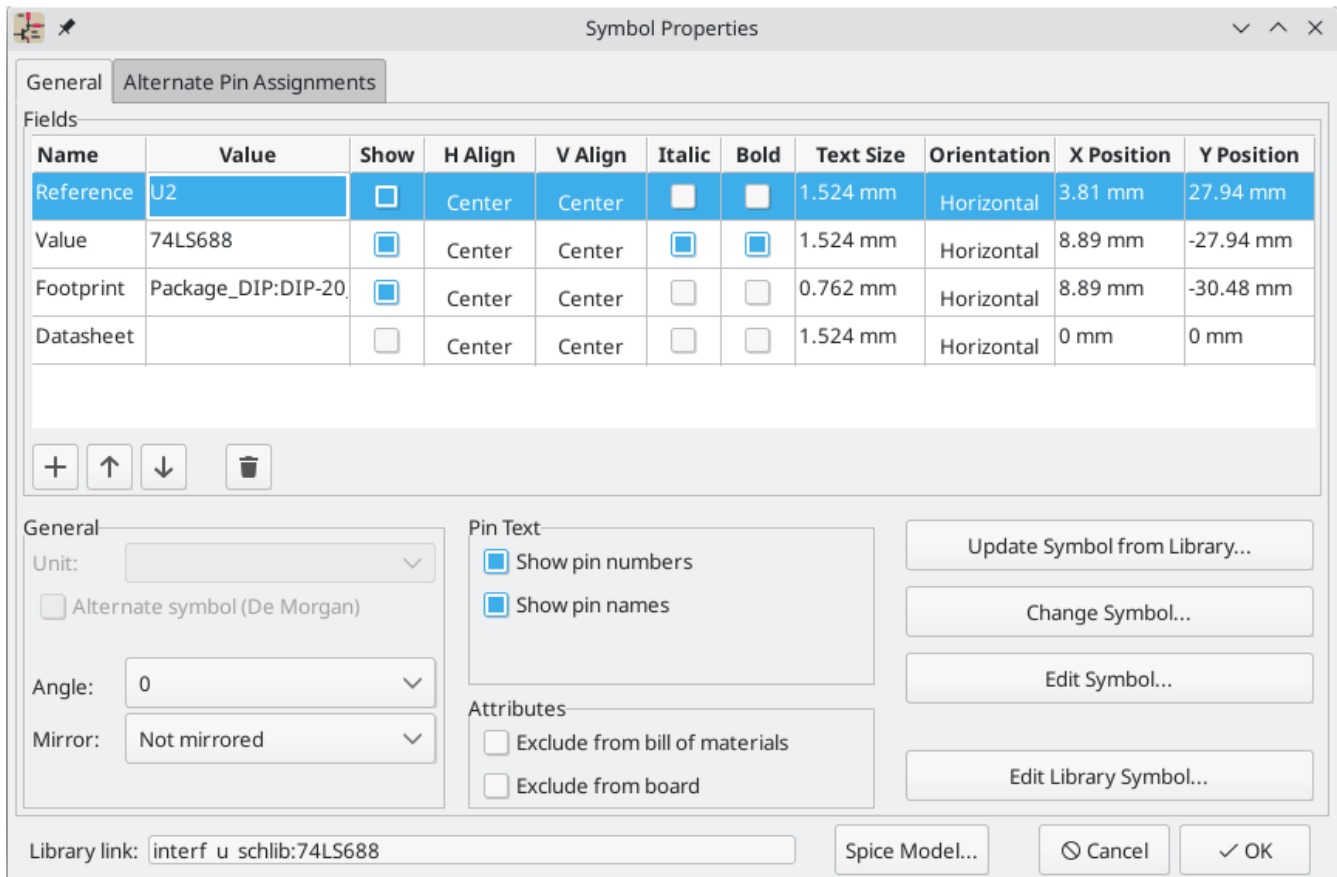 Symbol Properties
General Alternate Pin Assignments
Fields
Name Value Show H Align V Align Italic Bold Text Size Orientation X Position Y Position
Reference U2 Center Center 1.524 mm Horizontal 3.81 mm 27.94 mm
Value 74LS688 Center Center 1.524 mm Horizontal 8.89 mm -27.94 mm
Footprint Package_DIP:DIP-20_ Center Center 0.762 mm Horizontal 8.89 mm -30.48 mm
Datasheet Center Center 1.524 mm Horizontal 0 mm 0 mm
General
Unit:
Alternate symbol (De Morgan)
Angle: 0
Mirror: Not mirrored
Pin Text
Show pin numbers
Show pin names
Attributes
Exclude from bill of materials
Exclude from board
Update Symbol from Library...
Change Symbol...
Edit Symbol...
Edit Library Symbol...
Library link: interf_u_schlib:74LS688 Spice Model... Cancel OK